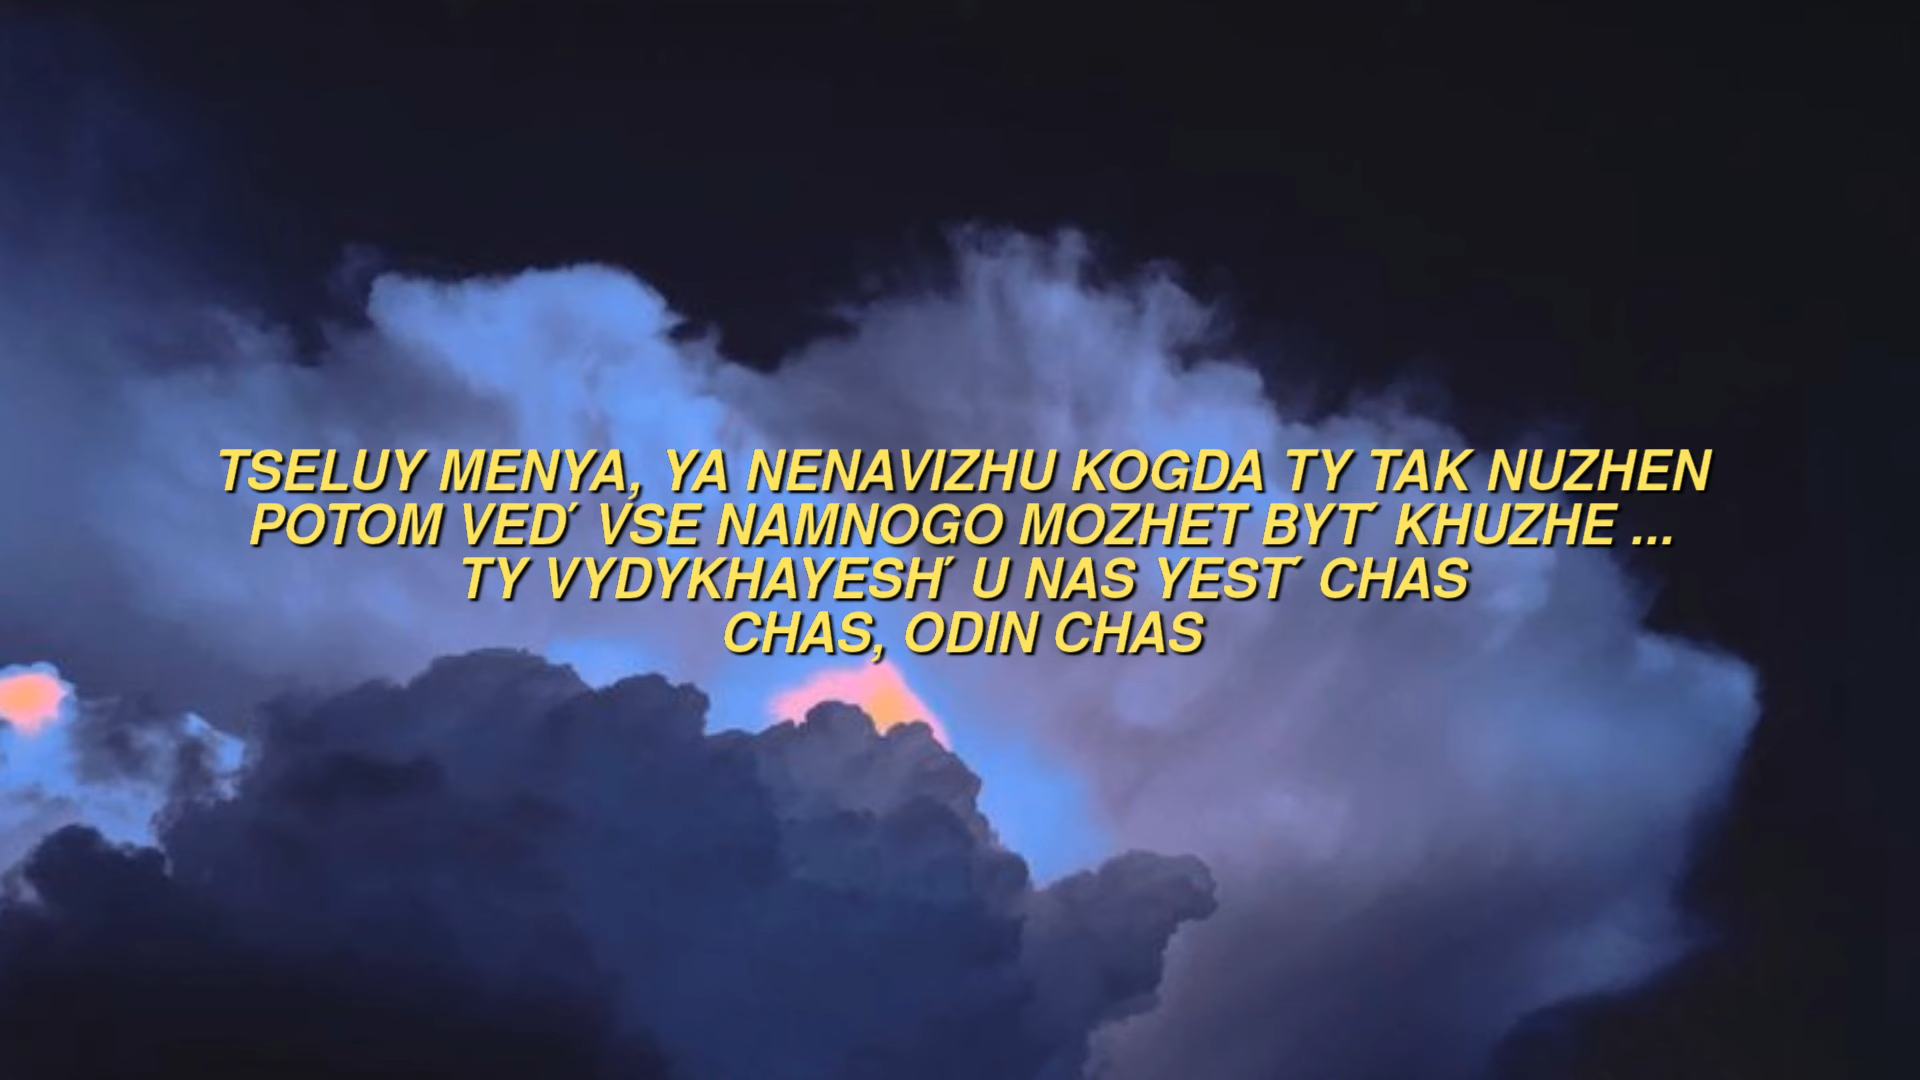 TSELUY MENYA, YA NENAVIZHU KOGDA TY TAK NUZHEN
POTOM VEDʹ VSE NAMNOGO MOZHET BYTʹ KHUZHE ...
TY VYDYKHAYESHʹ U NAS YESTʹ CHAS
CHAS, ODIN CHAS